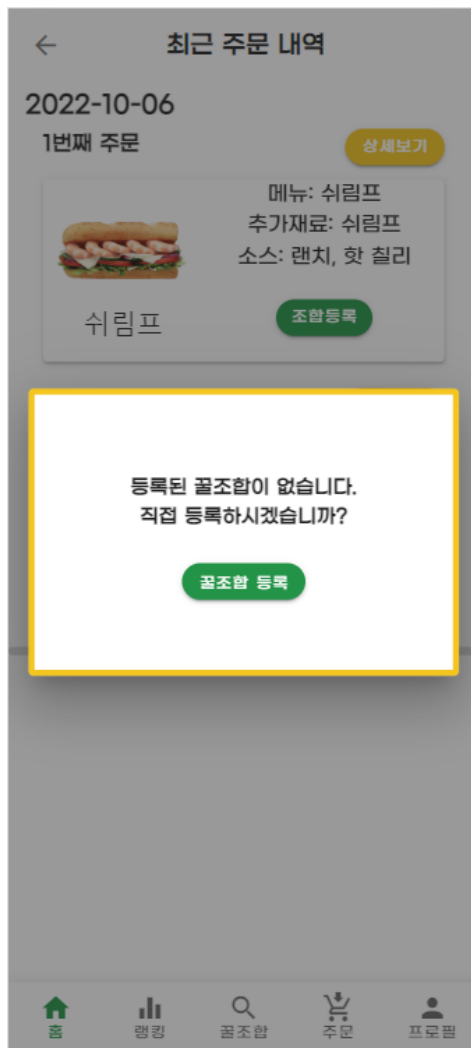 최근 주문 내역
2022-10-06
1번째 주문
상세보기
메뉴: 쉬림프
추가재료: 쉬림프
소스: 랜치, 핫 칠리
쉬림프
조합등록
등록된 꿀조합이 없습니다.
직접 등록하시겠습니까?
꿀조합 등록
홈
랭킹
꿀조합
주문
프로필